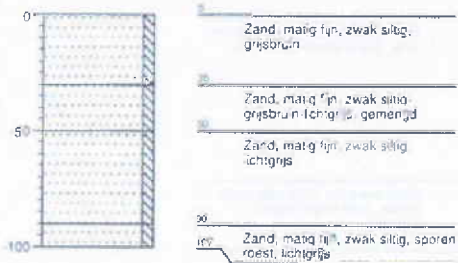 0
50
100
0
Zand, matig fijn, zwak siltig,
grijsbruin
30
Zand, matig fijn, zwak siltig
grijsbruin-lichtgrijs gemengd
50
Zand, matig fijn, zwak siltig
lichtgrijs
90
Zand, matig fijn, zwak siltig, sporen
roest, lichtgrijs